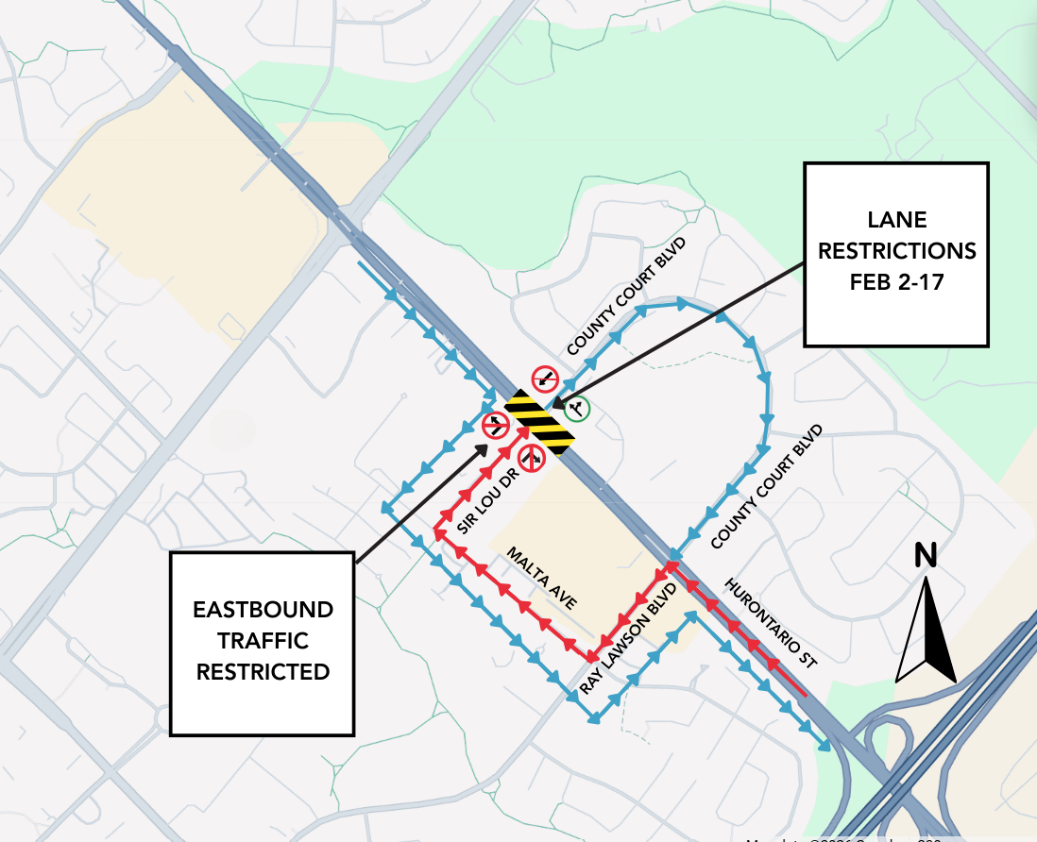 LANE
RESTRICTIONS
FEB 2-17
COUNTY COURT BLVD
COUNTY COURT BLVD
SIR LOU DR
MALTA AVE
RAY LAWSON BLVD
HURONTARIO ST
N
EASTBOUND
TRAFFIC
RESTRICTED